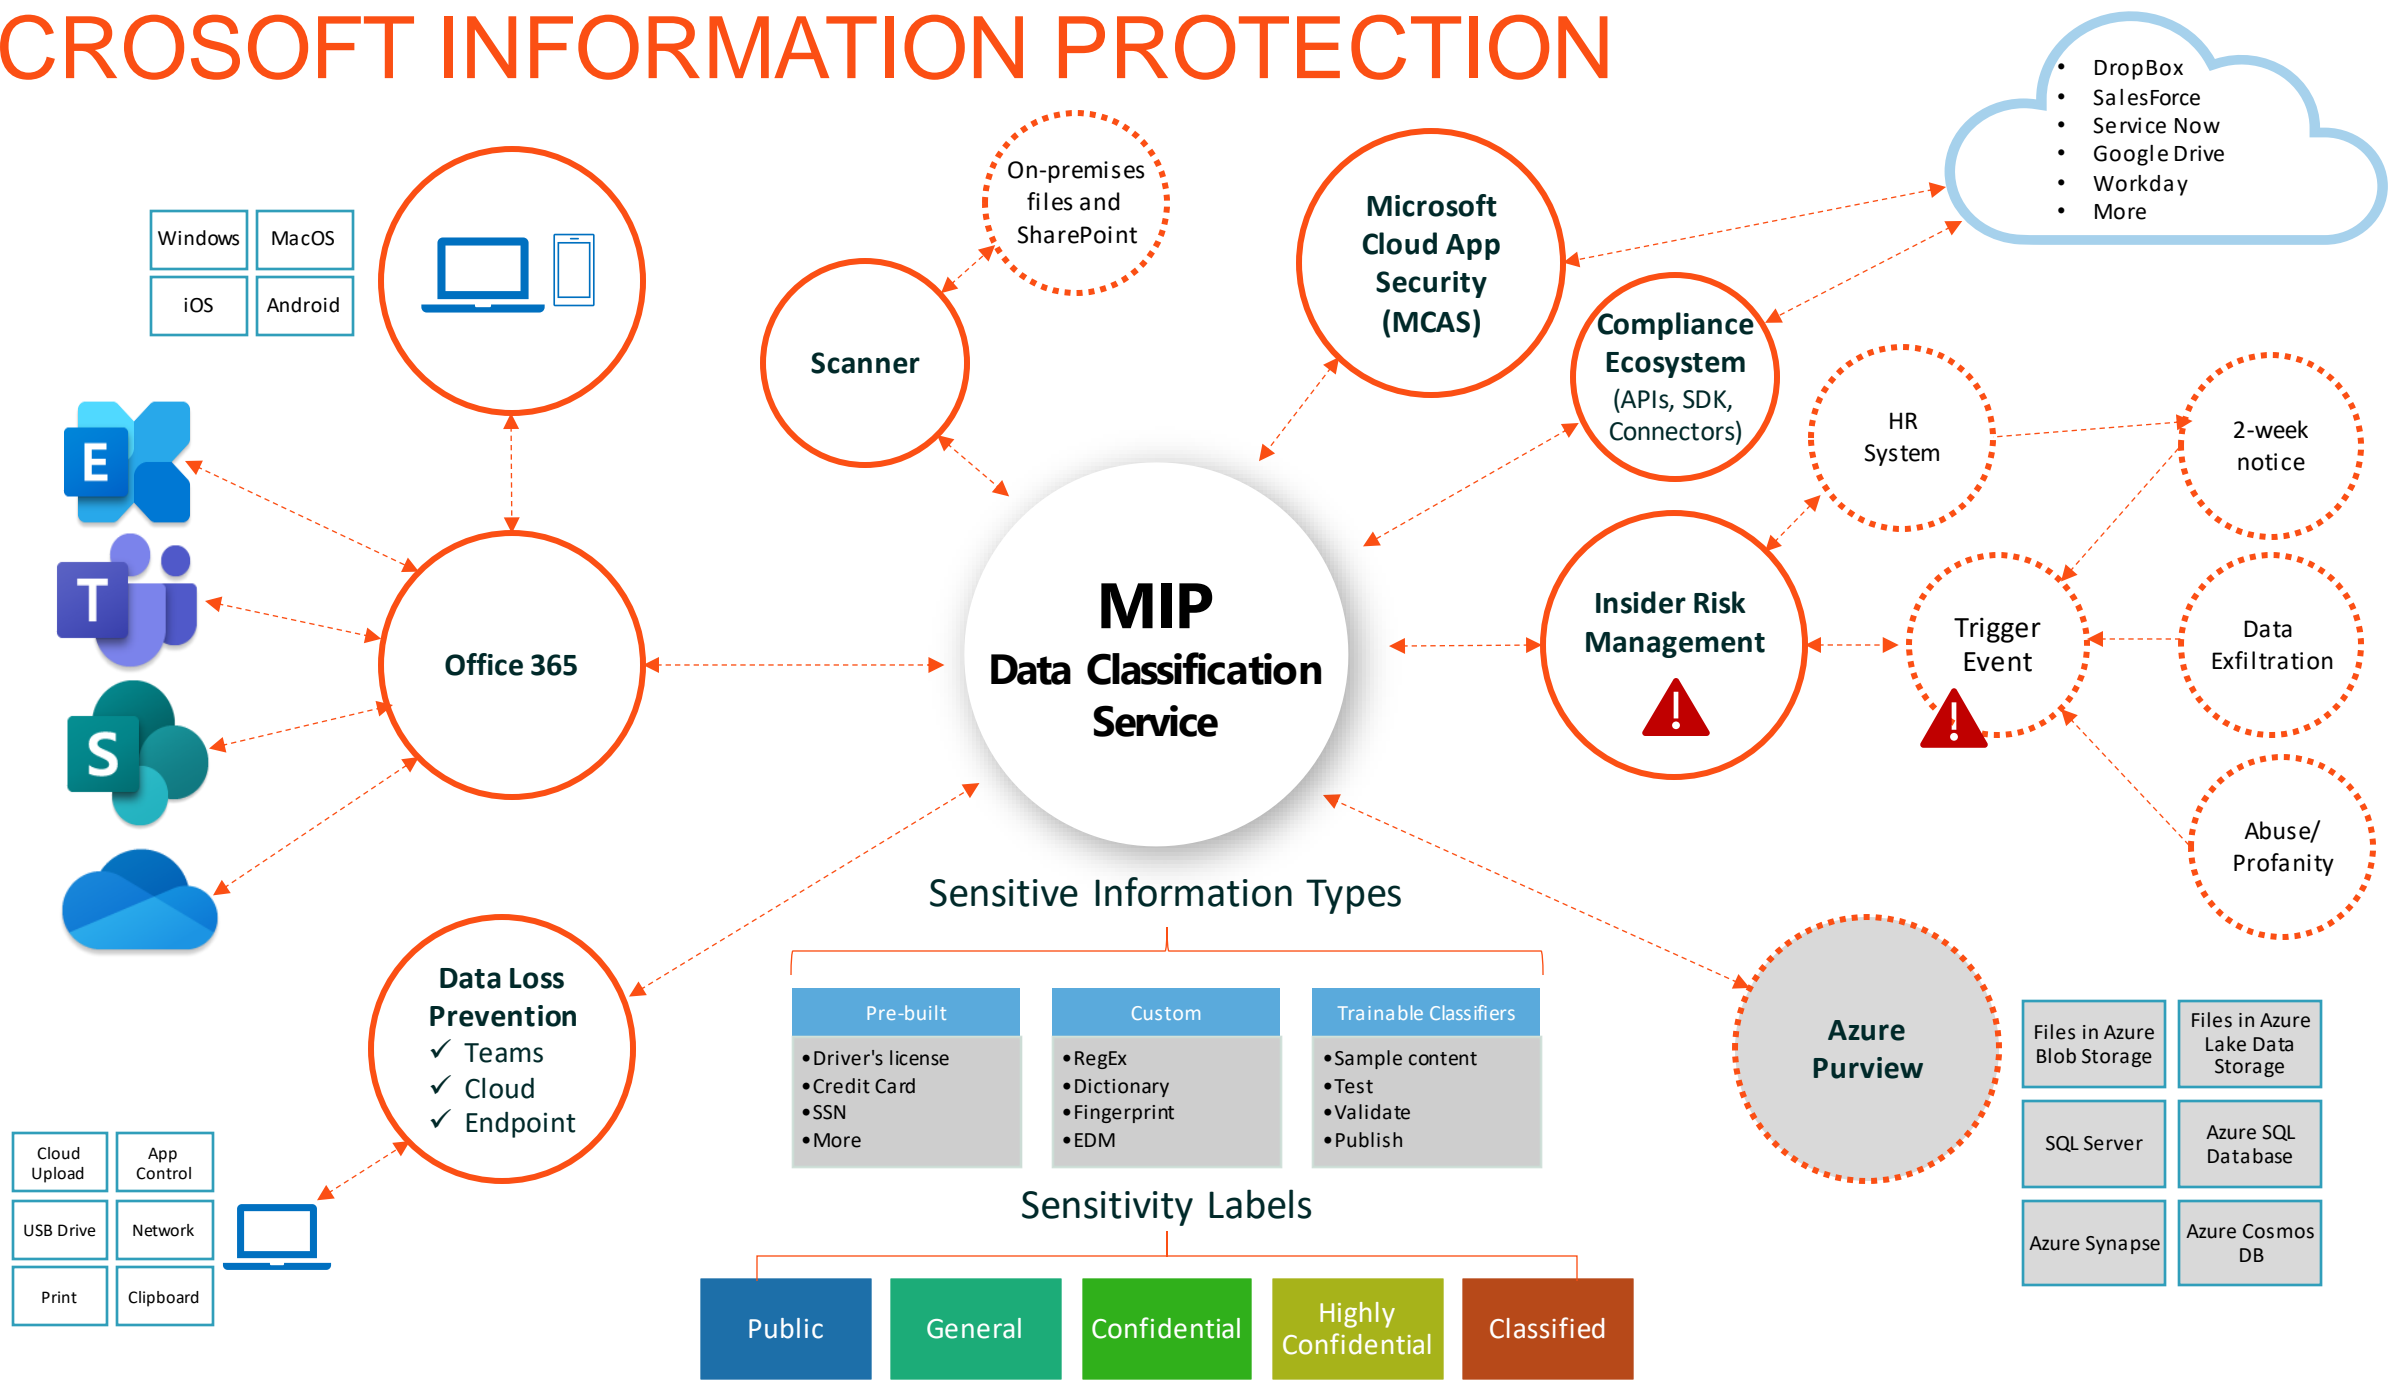 CROSOFT INFORMATION PROTECTION
• DropBox
• SalesForce
• Service Now
• Google Drive
• Workday
• More
On-premises
files and
SharePoint
Microsoft
Cloud App
Security
(MCAS)
Windows
MacOS
iOS
Android
Scanner
Compliance
Ecosystem
(APIs, SDK,
Connectors)
HR
System
2-week
notice
E
T
S
Office 365
MIP
Data Classification
Service
Insider Risk
Management
!
Trigger
Event
!
Data
Exfiltration
Abuse/
Profanity
Data Loss
Prevention
✓ Teams
✓ Cloud
✓ Endpoint
Cloud
Upload
App
Control
USB Drive
Network
Print
Clipboard
Sensitive Information Types
Pre-built
•Driver's license
•Credit Card
•SSN
•More
Custom
•RegEx
•Dictionary
•Fingerprint
•EDM
Trainable Classifiers
•Sample content
•Test
•Validate
•Publish
Sensitivity Labels
Public
General
Confidential
Highly
Confidential
Classified
Azure
Purview
Files in Azure
Blob Storage
Files in Azure
Lake Data
Storage
SQL Server
Azure SQL
Database
Azure Synapse
Azure Cosmos
DB